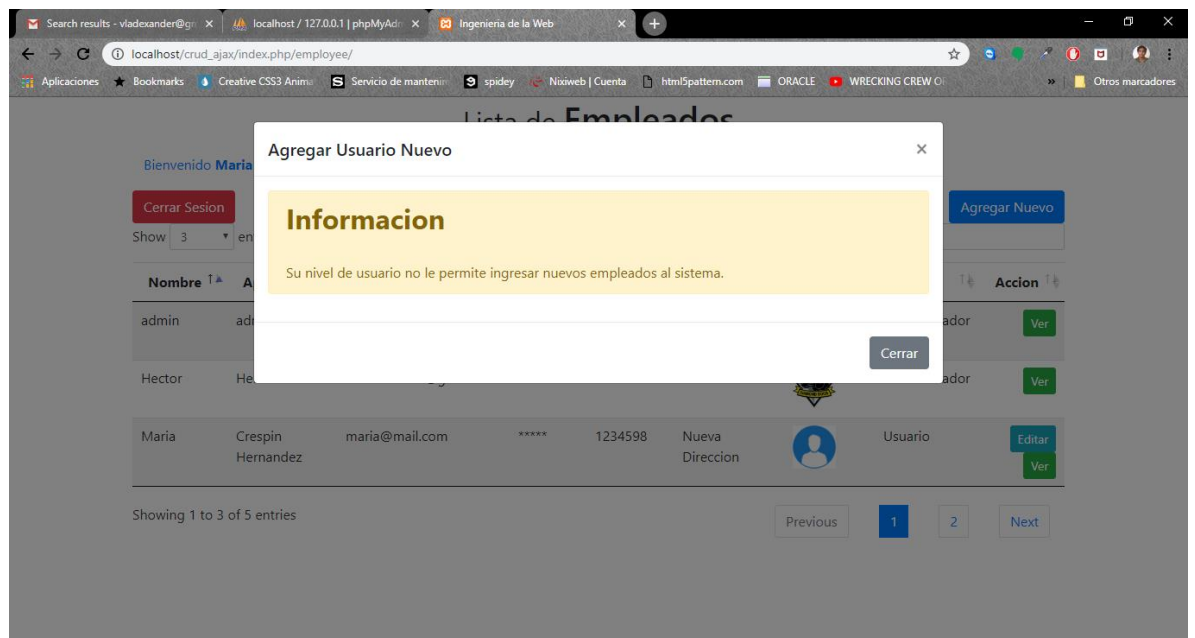 Search results - vladexander@gm
localhost / 127.0.0.1 | phpMyAdm
Ingenieria de la Web
localhost/crud_ajax/index.php/employee/
Aplicaciones Bookmarks Creative CSS3 Anima Servicio de mantenim spidey Nixiweb | Cuenta html5pattern.com ORACLE WRECKING CREW O » Otros marcadores
Lista de Empleados
Agregar Usuario Nuevo ×
Bienvenido Maria
Informacion
Cerrar Sesion Agregar Nuevo
Show 3
Su nivel de usuario no le permite ingresar nuevos empleados al sistema.
Nombre Accion
admin Ver
Cerrar
Hector Ver
Maria Crespin Hernandez maria@mail.com ***** 1234598 Nueva Direccion Usuario Editar Ver
Showing 1 to 3 of 5 entries
Previous 1 2 Next